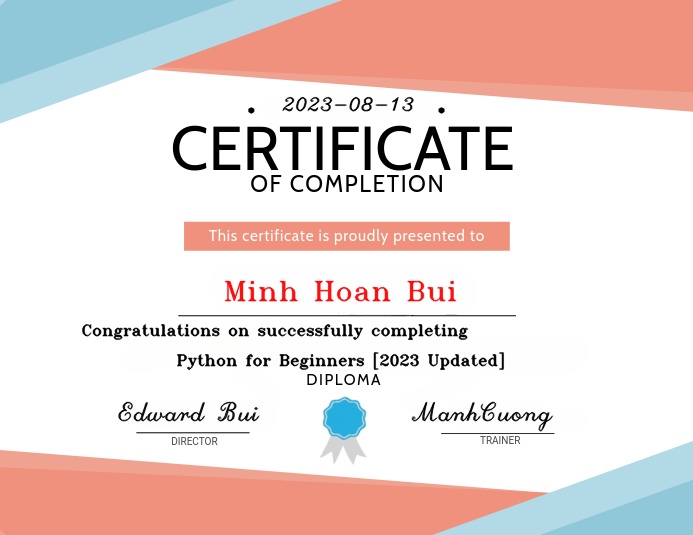 2023-08-13
CERTIFICATE
OF COMPLETION
This certificate is proudly presented to
Minh Hoan Bui
Congratulations on successfully completing
Python for Beginners [2023 Updated]
DIPLOMA
Edward Bui ManhCuong
DIRECTOR TRAINER